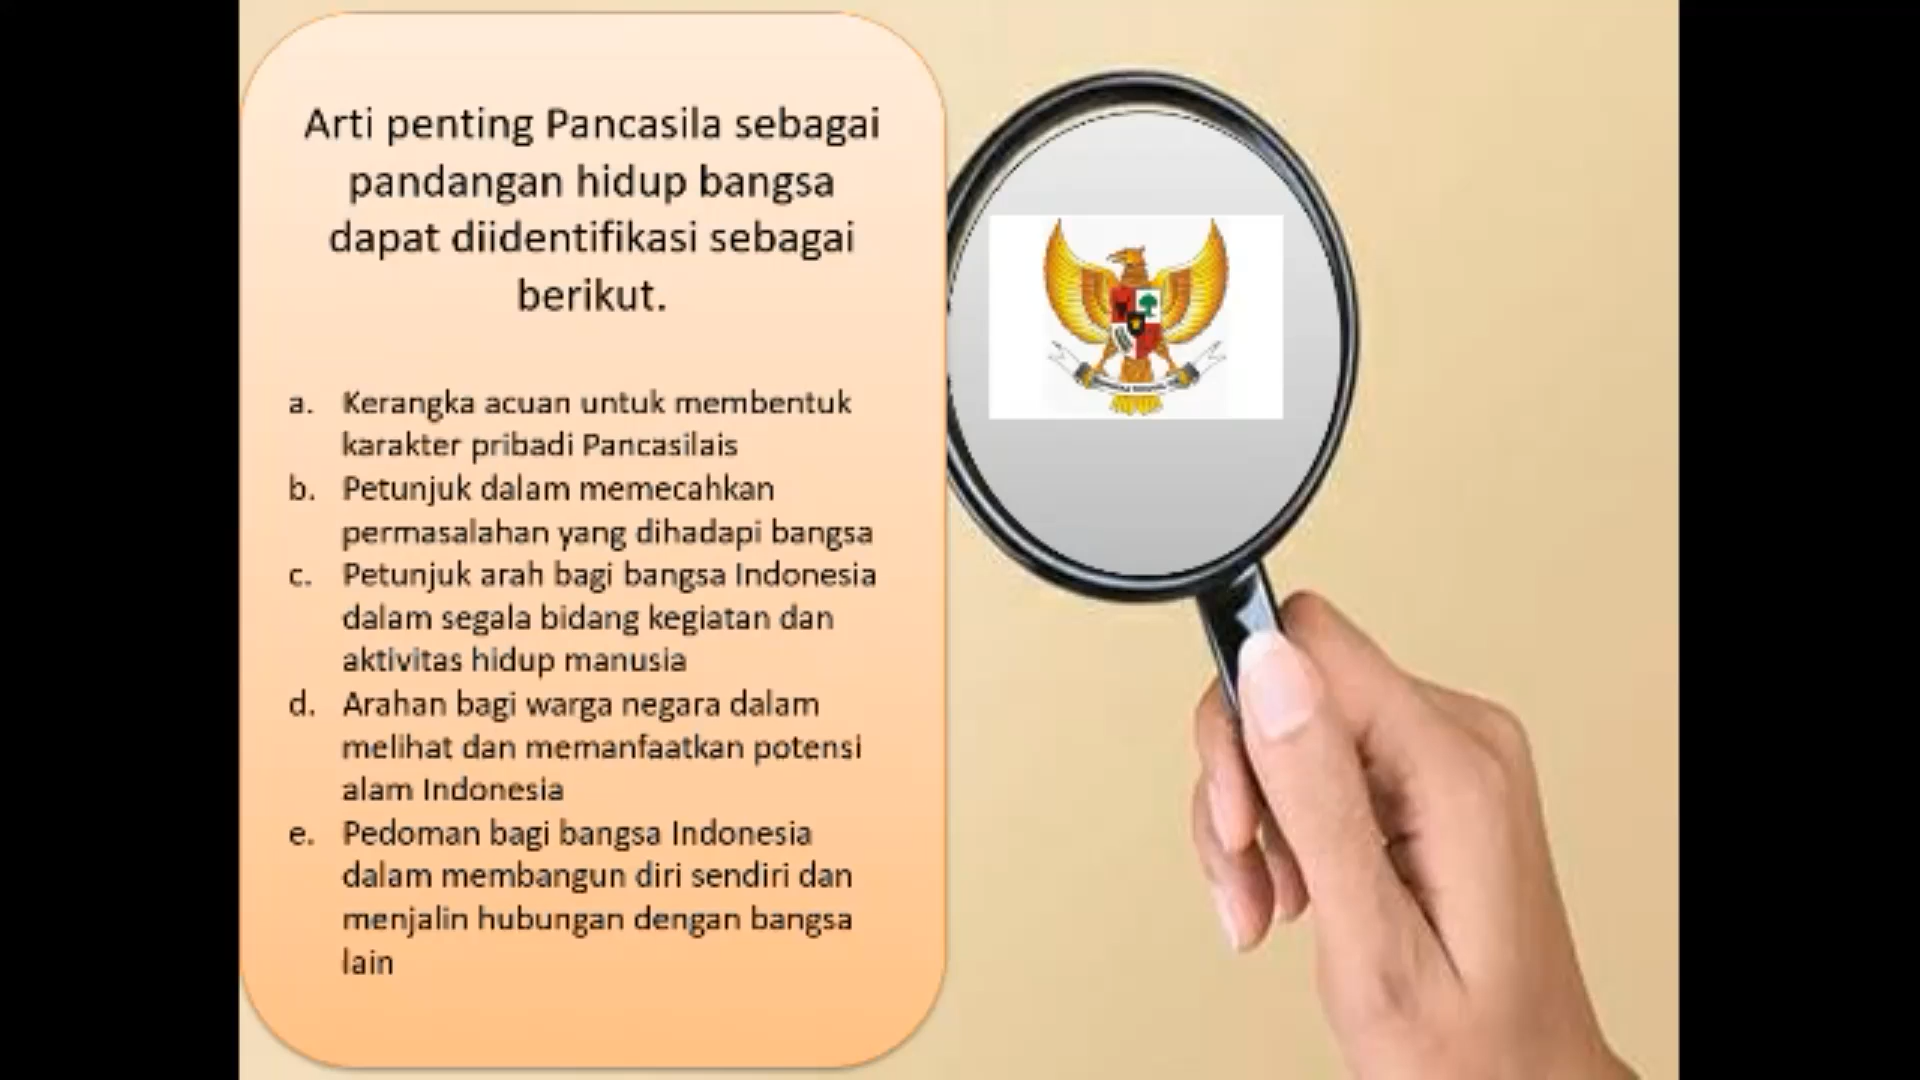 Arti penting Pancasila sebagai
pandangan hidup bangsa
dapat diidentifikasi sebagai
berikut.
a. Kerangka acuan untuk membentuk
karakter pribadi Pancasilais
b. Petunjuk dalam memecahkan
permasalahan yang dihadapi bangsa
c. Petunjuk arah bagi bangsa Indonesia
dalam segala bidang kegiatan dan
aktivitas hidup manusia
d. Arahan bagi warga negara dalam
melihat dan memanfaatkan potensi
alam Indonesia
e. Pedoman bagi bangsa Indonesia
dalam membangun diri sendiri dan
menjalin hubungan dengan bangsa
lain